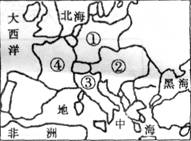 大西洋
北海
①
②
③
④
黑海
地
中
海
非洲